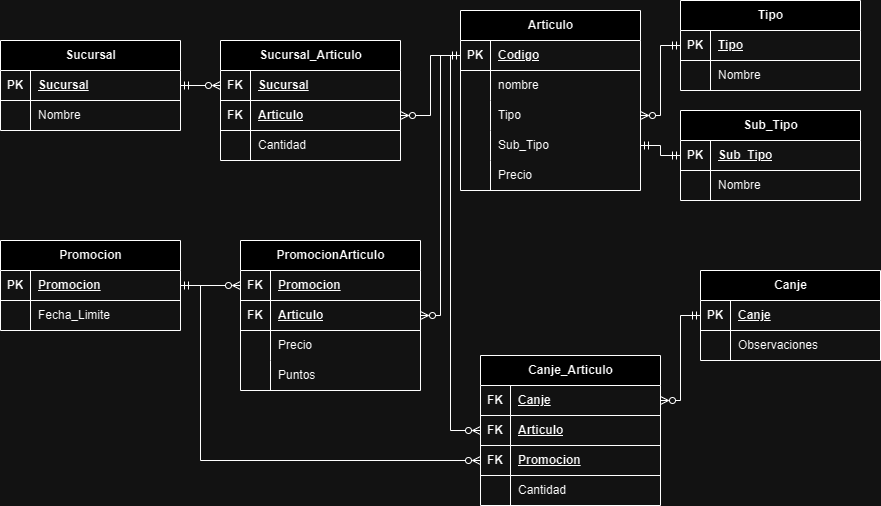 Sucursal
PK Sucursal
Nombre
Sucursal_Articulo
FK Sucursal
FK Articulo
Cantidad
Articulo
PK Codigo
nombre
Tipo
Sub_Tipo
Precio
Tipo
PK Tipo
Nombre
Sub_Tipo
PK Sub_Tipo
Nombre
Promocion
PK Promocion
Fecha_Limite
PromocionArticulo
FK Promocion
FK Articulo
Precio
Puntos
Canje
PK Canje
Observaciones
Canje_Articulo
FK Canje
FK Articulo
FK Promocion
Cantidad